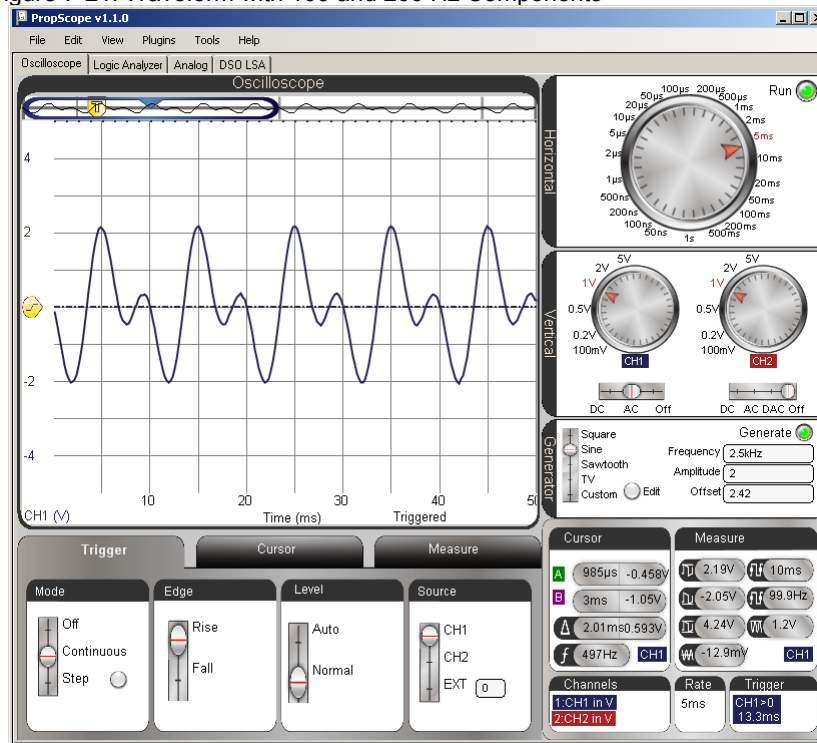 PropScope v1.1.0
File Edit View Plugins Tools Help
Oscilloscope Logic Analyzer Analog DSO LSA
Oscilloscope
T
4
2
-2
-4
10 20 30 40
CH1 (V) Time (ms) Triggered
Horizontal
Run
100µs 200µs
50µs 500µs
20µs 1ms
10µs 2ms
5µs 5ms
2µs 10ms
1µs 20ms
500ns 50ms
200ns 100ms
100ns 200ms
50ns 1s 500ms
Vertical
5V 5V
2V 2V
1V 1V
0.5V 0.5V
0.2V 0.2V
100mV 100mV
CH1 CH2
DC AC Off DC AC DAC Off
Generator
Square Generate
Sine Frequency 2.5kHz
Sawtooth Amplitude 2
TV
Custom Edit Offset 2.42
Trigger Cursor Measure
Mode
Off
Continuous
Step
Edge
Rise
Fall
Level
Auto
Normal
Source
CH1
CH2
EXT 0
Cursor
A 985µs -0.458V
B 3ms -1.05V
Δ 2.01ms 0.593V
f 497Hz CH1
Measure
2.19V 10ms
-2.05V 99.9Hz
4.24V 1.2V
-12.9mV CH1
Channels
1:CH1 in V
2:CH2 in V
Rate
5ms
Trigger
CH1>0
13.3ms